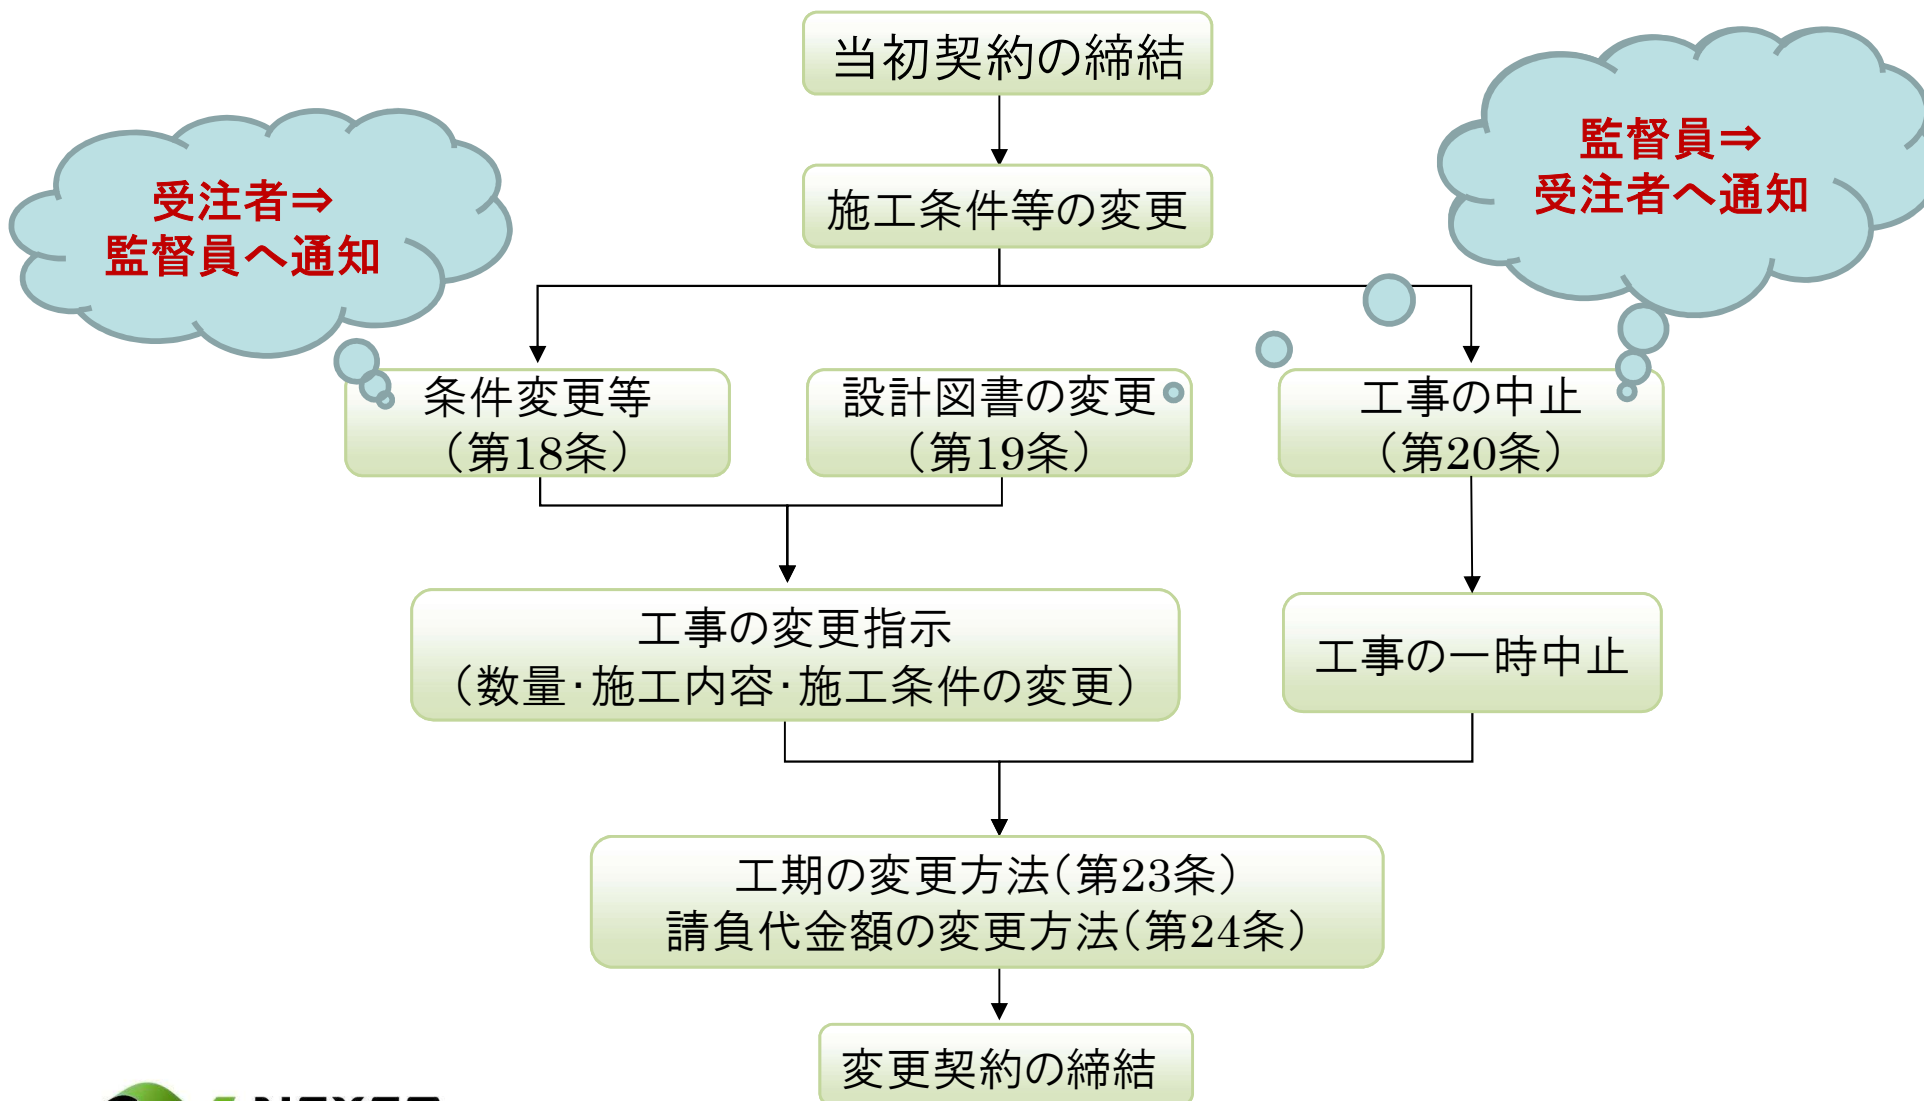 当初契約の締結
監督員⇒
受注者へ通知
受注者⇒
監督員へ通知
施工条件等の変更
条件変更等
（第18条）
設計図書の変更
（第19条）
工事の中止
（第20条）
工事の変更指示
（数量･施工内容･施工条件の変更）
工事の一時中止
工期の変更方法（第23条）
請負代金額の変更方法（第24条）
変更契約の締結